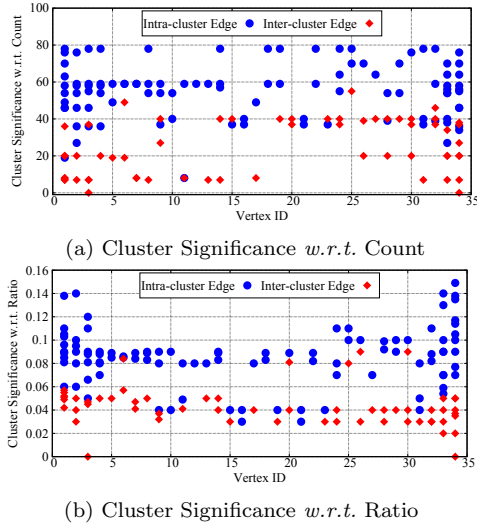 Cluster Significance w.r.t. Count
100
80
60
40
20
0
Intra-cluster Edge
Inter-cluster Edge
0 5 10 15 20 25 30 35
Vertex ID
(a) Cluster Significance w.r.t. Count
Cluster Significance w.r.t. Ratio
0.16
0.14
0.12
0.1
0.08
0.06
0.04
0.02
0
Intra-cluster Edge
Inter-cluster Edge
0 5 10 15 20 25 30 35
Vertex ID
(b) Cluster Significance w.r.t. Ratio